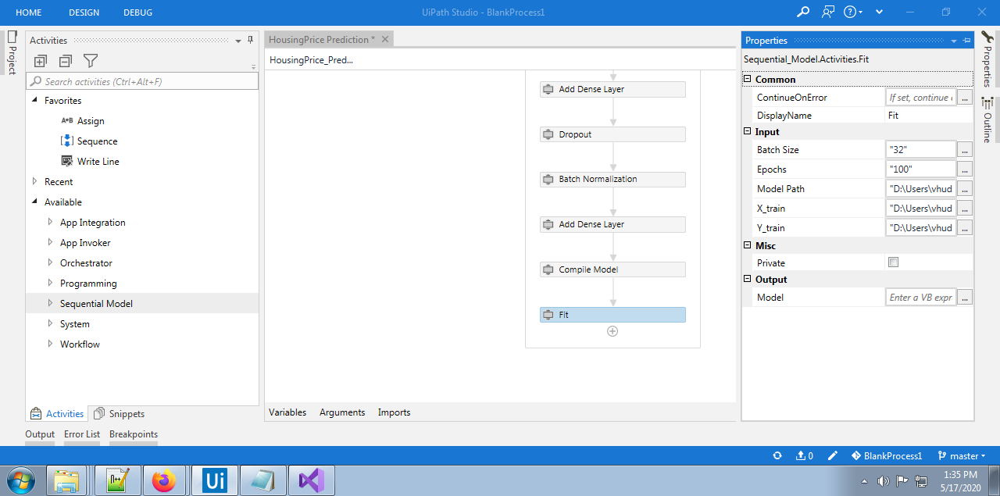 HOME DESIGN DEBUG UiPath Studio - BlankProcess1
Project
Activities
Search activities (Ctrl+Alt+F)
Favorites
A*B Assign
Sequence
Write Line
Recent
Available
App Integration
App Invoker
Orchestrator
Programming
Sequential Model
System
Workflow
Activities Snippets
Output Error List Breakpoints
HousingPrice Prediction *
HousingPrice_Pred...
Add Dense Layer
Dropout
Batch Normalization
Add Dense Layer
Compile Model
Fit
Variables Arguments Imports
Properties
Sequential_Model.Activities.Fit
Common
ContinueOnError If set, continue ...
DisplayName Fit
Input
Batch Size "32" ...
Epochs "100" ...
Model Path "D:\Users\vhud ...
X_train "D:\Users\vhud ...
Y_train "D:\Users\vhud ...
Misc
Private
Output
Model Enter a VB expr ...
Properties
Outline
0 BlankProcess1 master
N++ Ui
1:35 PM
5/17/2020